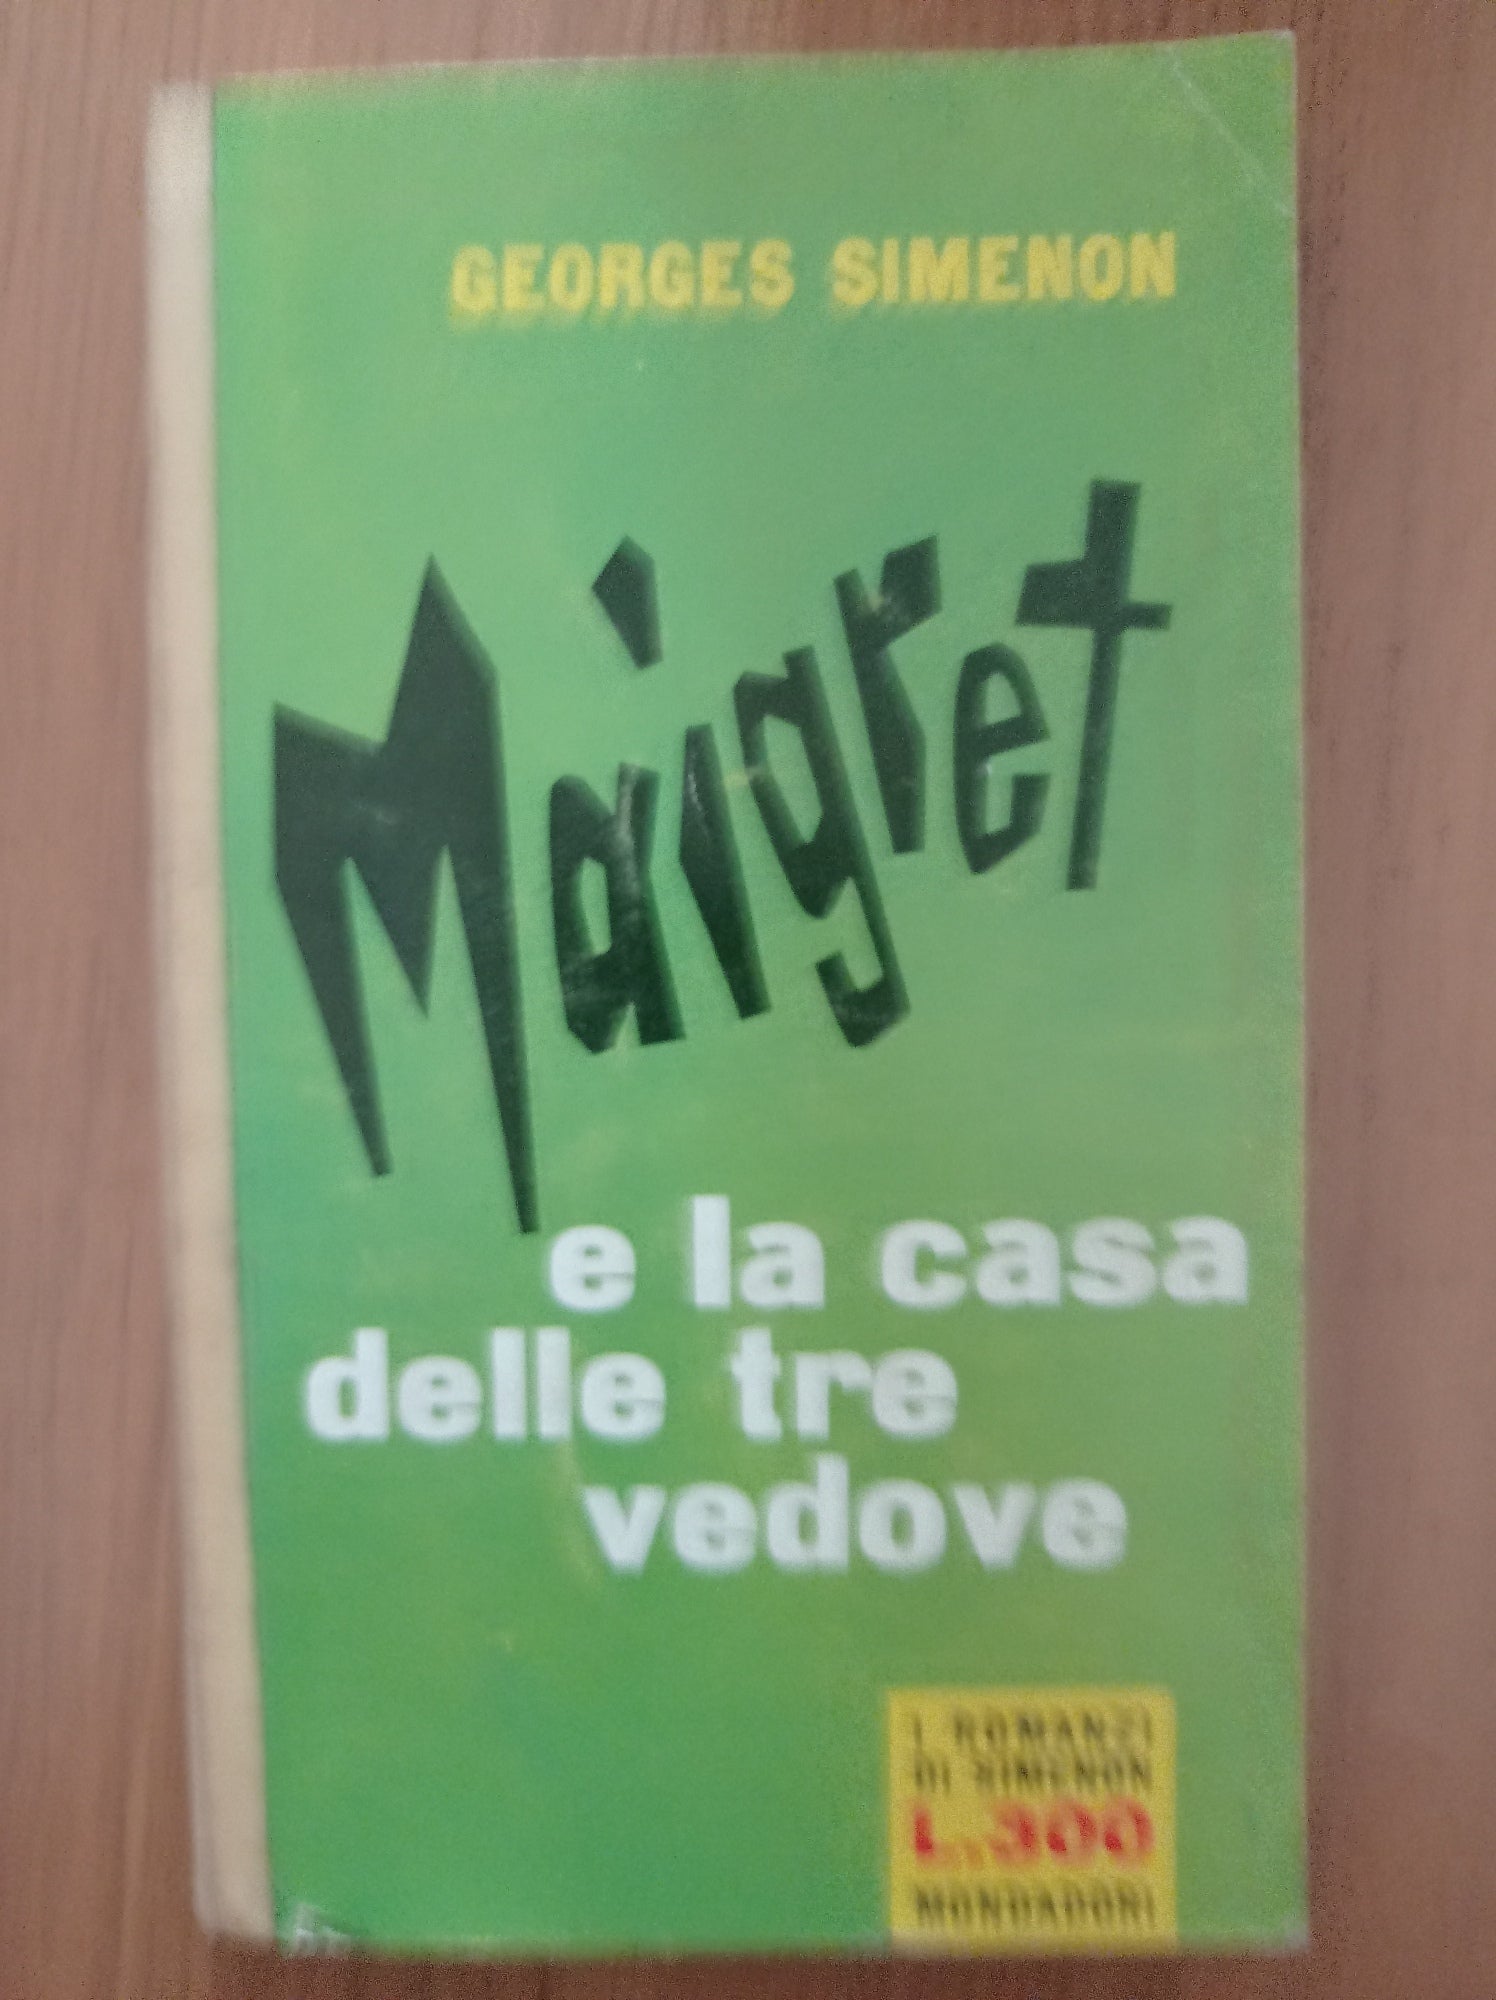 GEORGES SIMENON
Maigret
e la casa
delle tre
vedove
I ROMANZI
DI SIMENON
L.300
MONDADORI